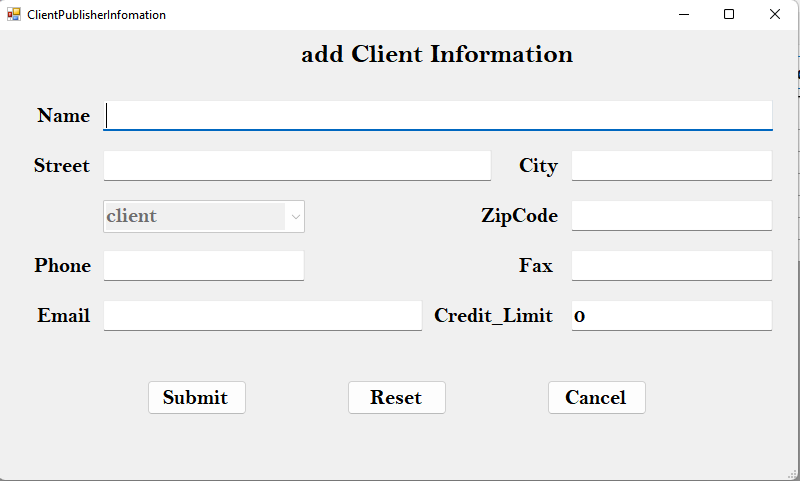 ClientPublisherInfomation
add Client Information
Name
Street City
client ZipCode
Phone Fax
Email Credit_Limit 0
Submit Reset Cancel